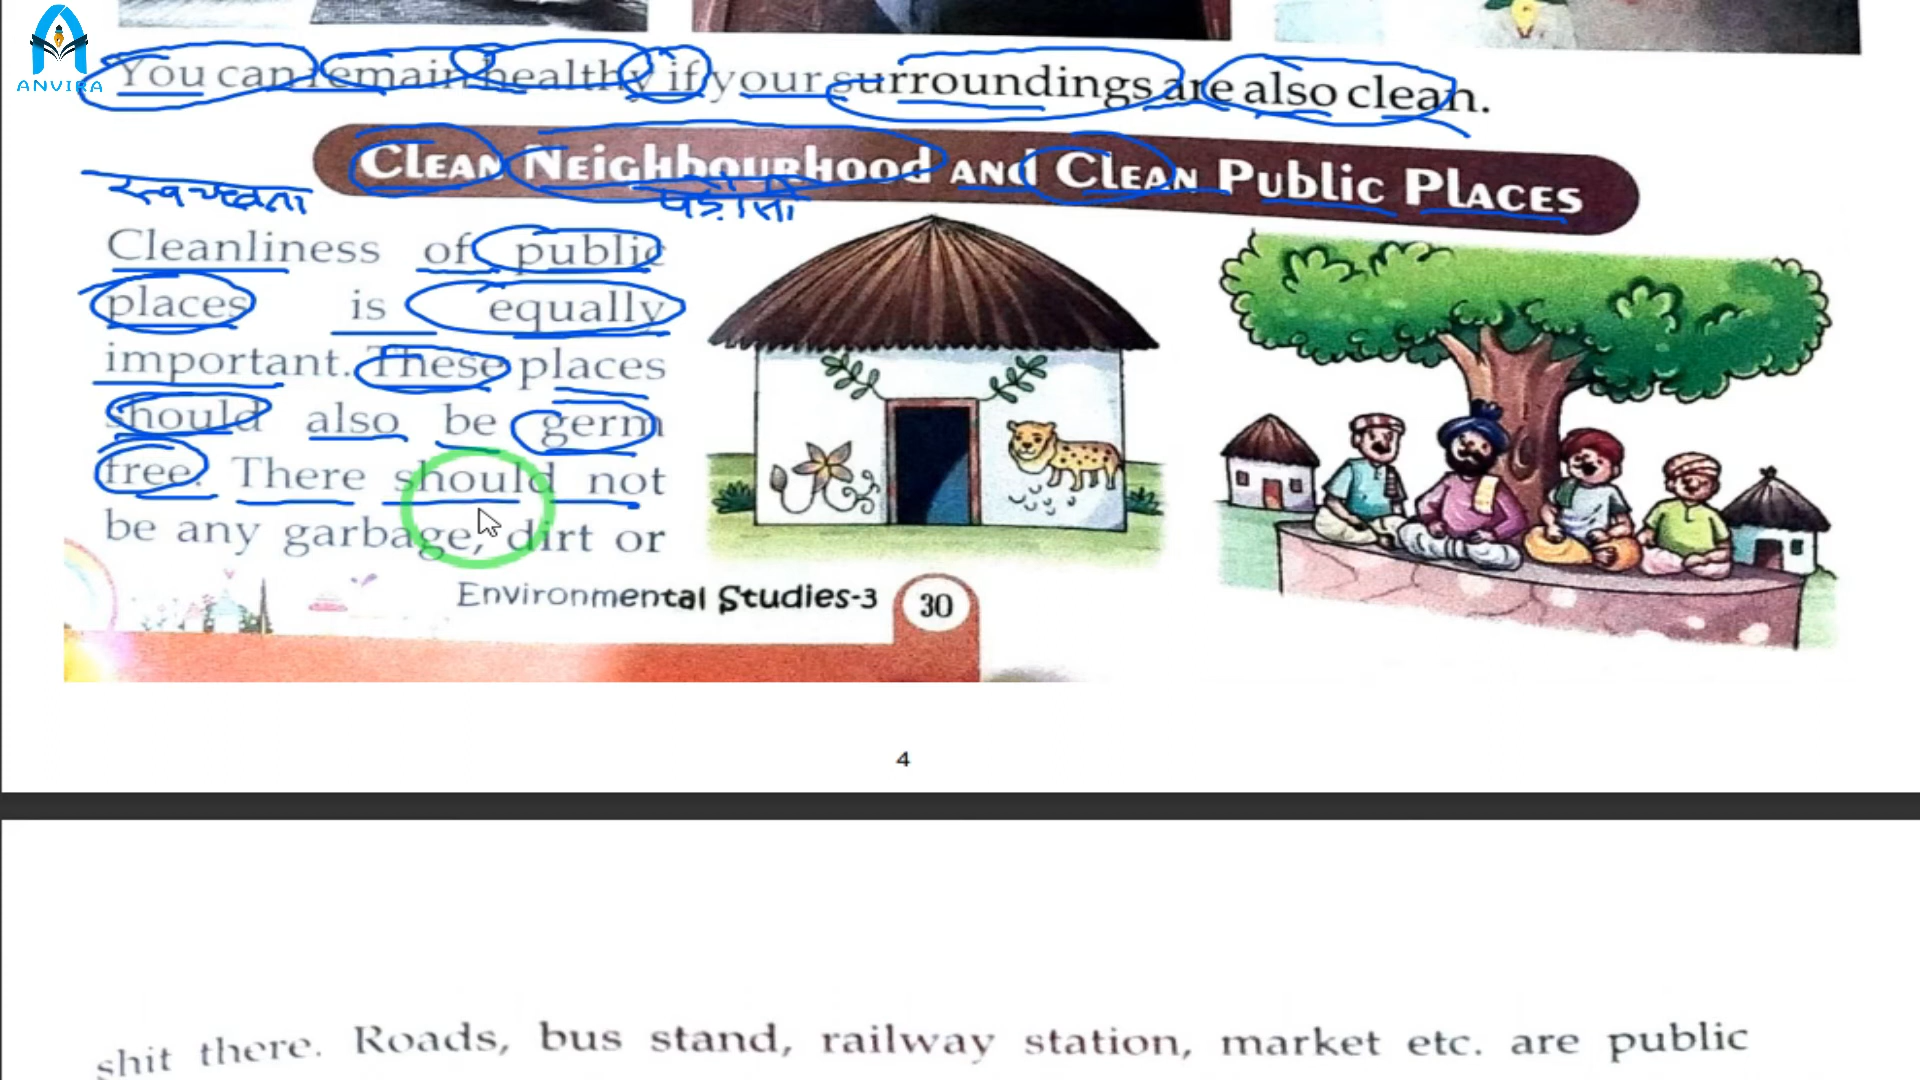 ANVIRA
You can remain healthy if your surroundings are also clean.
Clean Neighbourhood and Clean Public Places
स्वच्छता
पड़ोसी
Cleanliness of public
places is equally
important. These places
should also be germ
free. There should not
be any garbage, dirt or
Environmental Studies-3 30
4
shit there. Roads, bus stand, railway station, market etc. are public